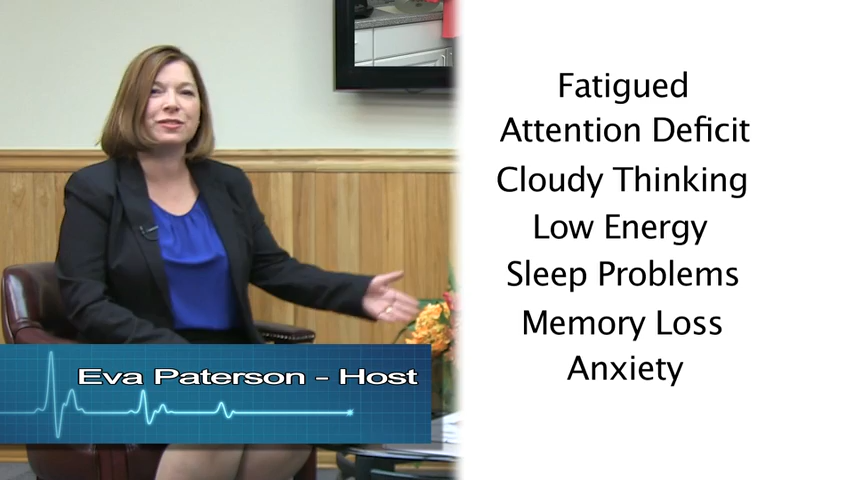 Fatigued
Attention Deficit
Cloudy Thinking
Low Energy
Sleep Problems
Memory Loss
Anxiety
Eva Paterson - Host